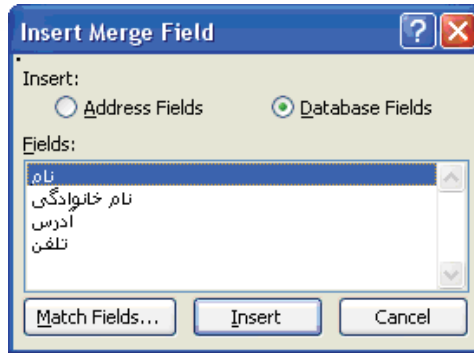 Insert Merge Field
Insert:
Address Fields Database Fields
Fields:
نام
نام خانوادگی
آدرس
تلفن
Match Fields... Insert Cancel